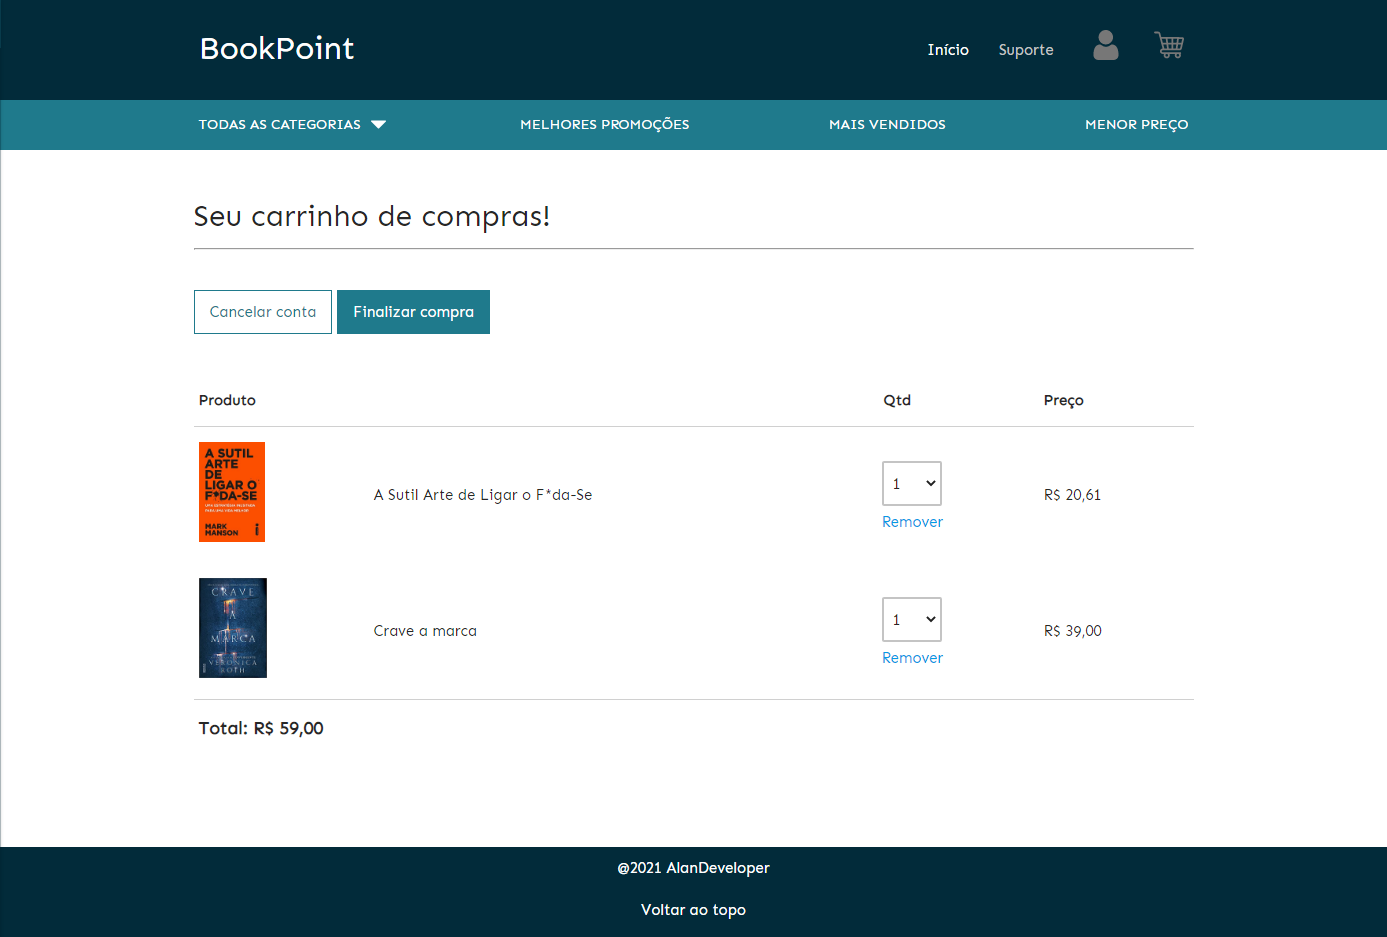 BookPoint
Início Suporte
TODAS AS CATEGORIAS MELHORES PROMOÇÕES MAIS VENDIDOS MENOR PREÇO
Seu carrinho de compras!
Cancelar conta Finalizar compra
Produto Qtd Preço
A SUTIL
ARTE
DE
LIGAR O
F*DA-SE
MARK
MANSON
A Sutil Arte de Ligar o F*da-Se
1
Remover
R$ 20,61
CRAVE
A
MARCA
VERONICA
ROTH
Crave a marca
1
Remover
R$ 39,00
Total: R$ 59,00
@2021 AlanDeveloper
Voltar ao topo